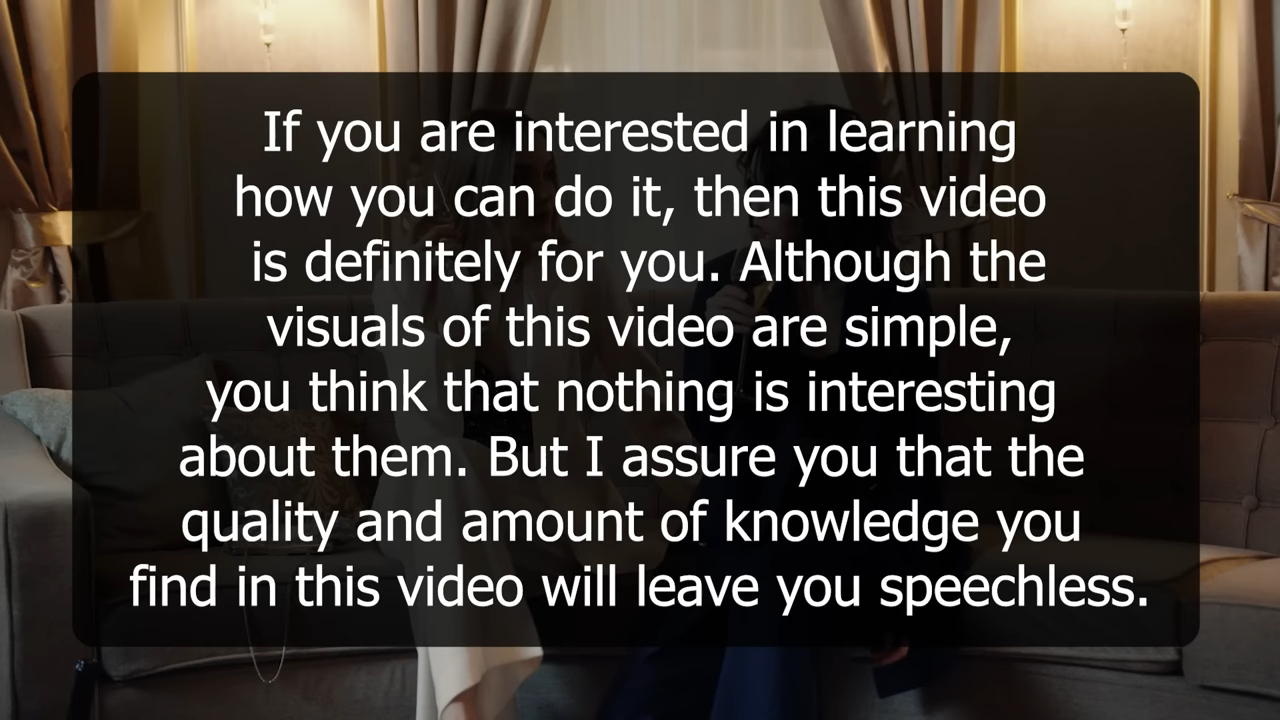 If you are interested in learning
how you can do it, then this video
is definitely for you. Although the
visuals of this video are simple,
you think that nothing is interesting
about them. But I assure you that the
quality and amount of knowledge you
find in this video will leave you speechless.